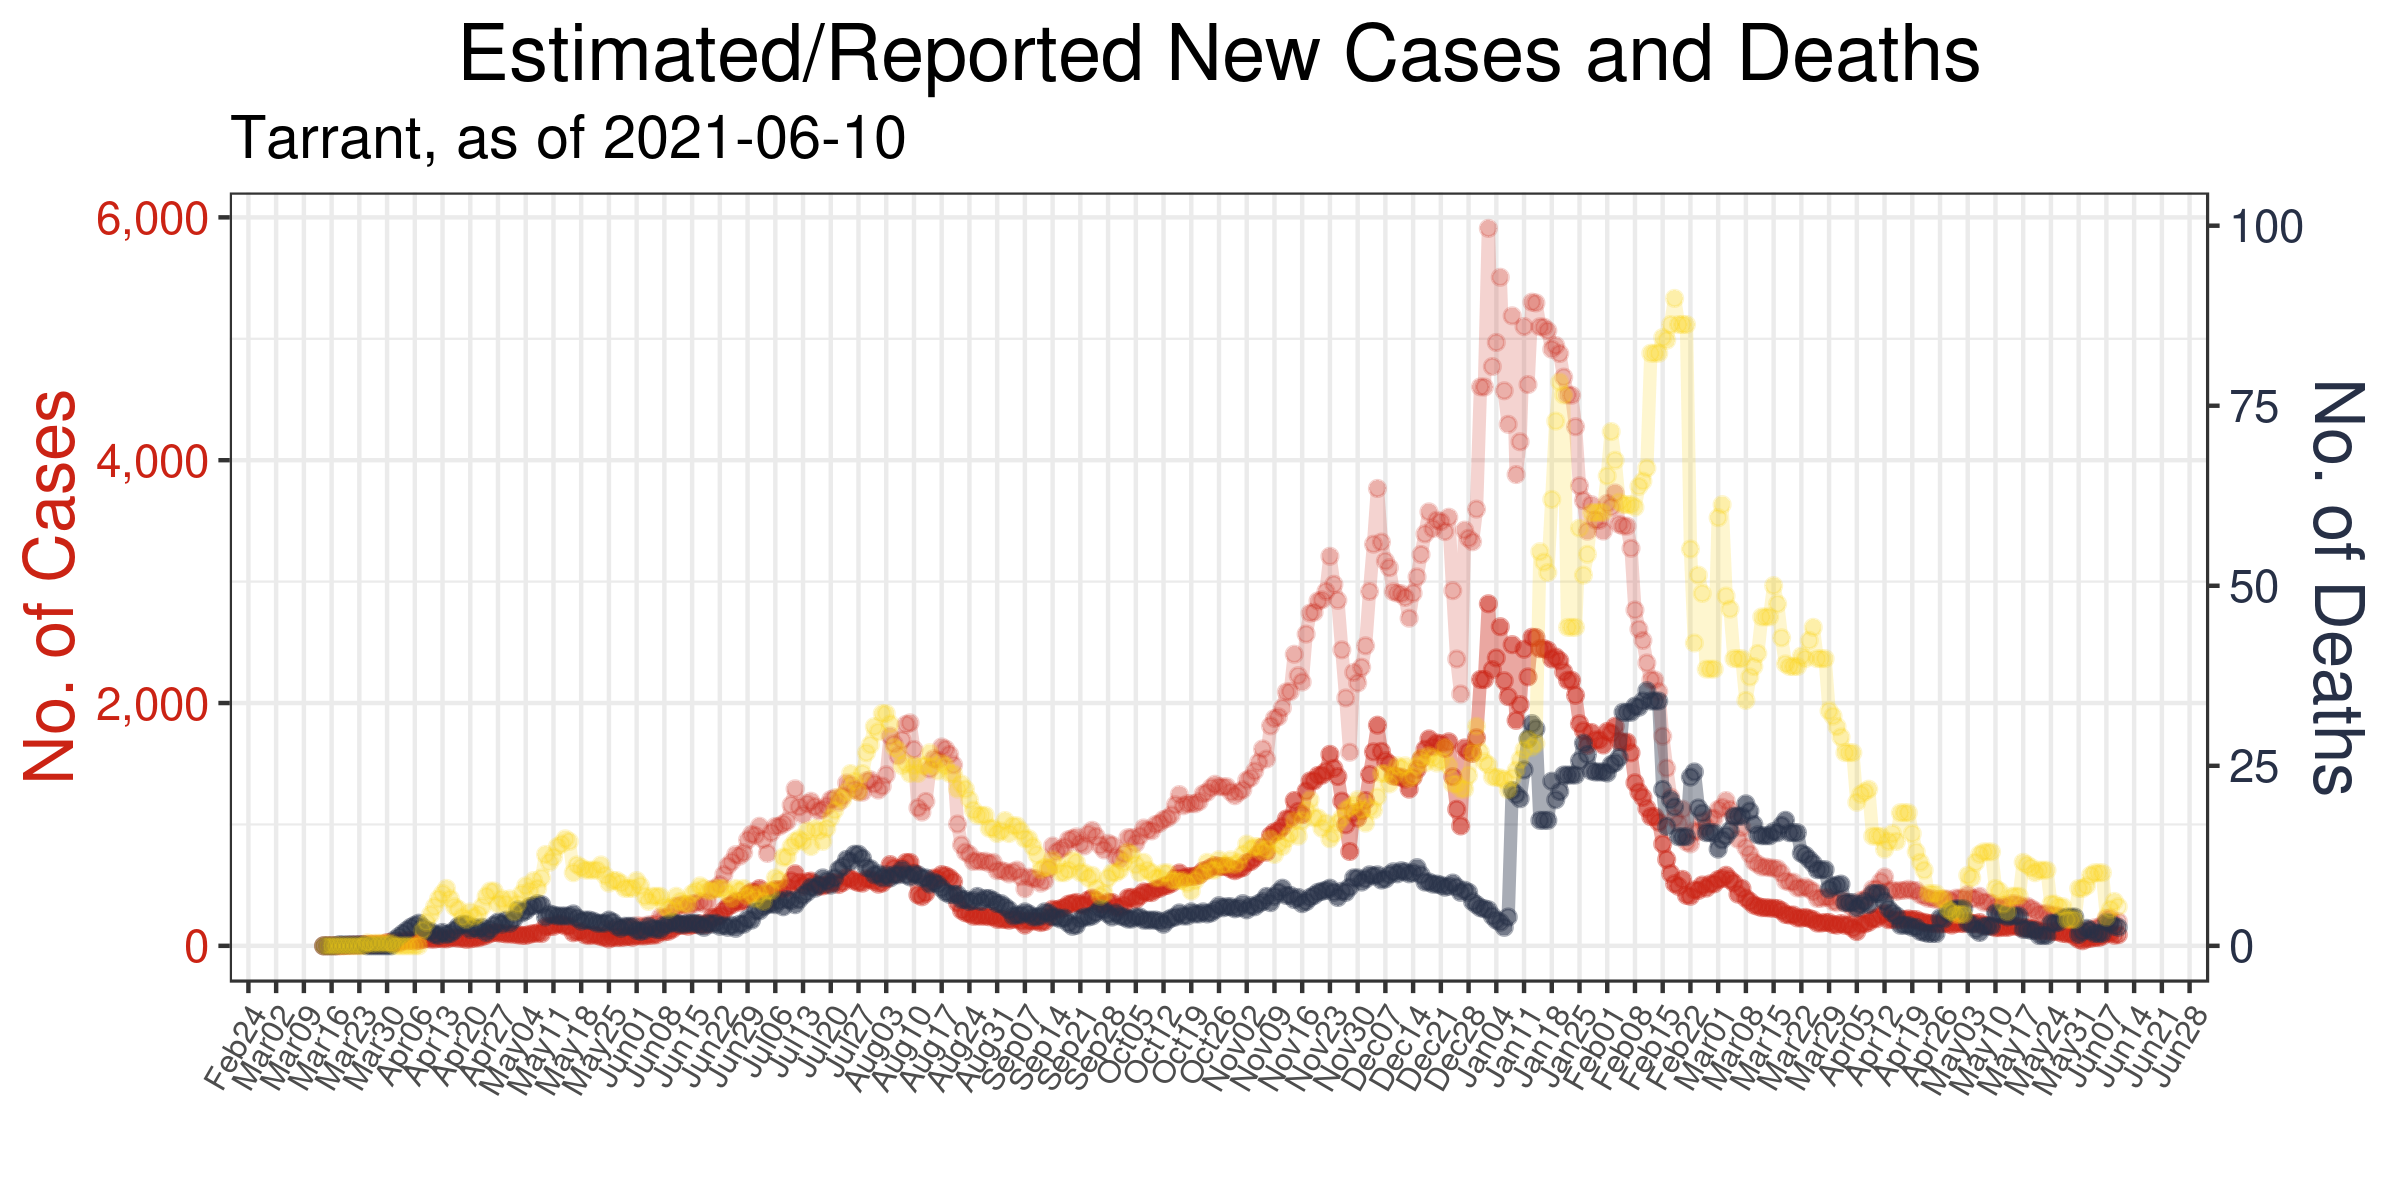 Estimated/Reported New Cases and Deaths
Tarrant, as of 2021-06-10
No. of Cases
6,000
4,000
2,000
0
100
75
50
25
0
No. of Deaths
Feb24
Mar02
Mar09
Mar16
Mar23
Mar30
Apr06
Apr13
Apr20
Apr27
May04
May11
May18
May25
Jun01
Jun08
Jun15
Jun22
Jun29
Jul06
Jul13
Jul20
Jul27
Aug03
Aug10
Aug17
Aug24
Aug31
Sep07
Sep14
Sep21
Sep28
Oct05
Oct12
Oct19
Oct26
Nov02
Nov09
Nov16
Nov23
Nov30
Dec07
Dec14
Dec21
Dec28
Jan04
Jan11
Jan18
Jan25
Feb01
Feb08
Feb15
Feb22
Mar01
Mar08
Mar15
Mar22
Mar29
Apr05
Apr12
Apr19
Apr26
May03
May10
May17
May24
May31
Jun07
Jun14
Jun21
Jun28